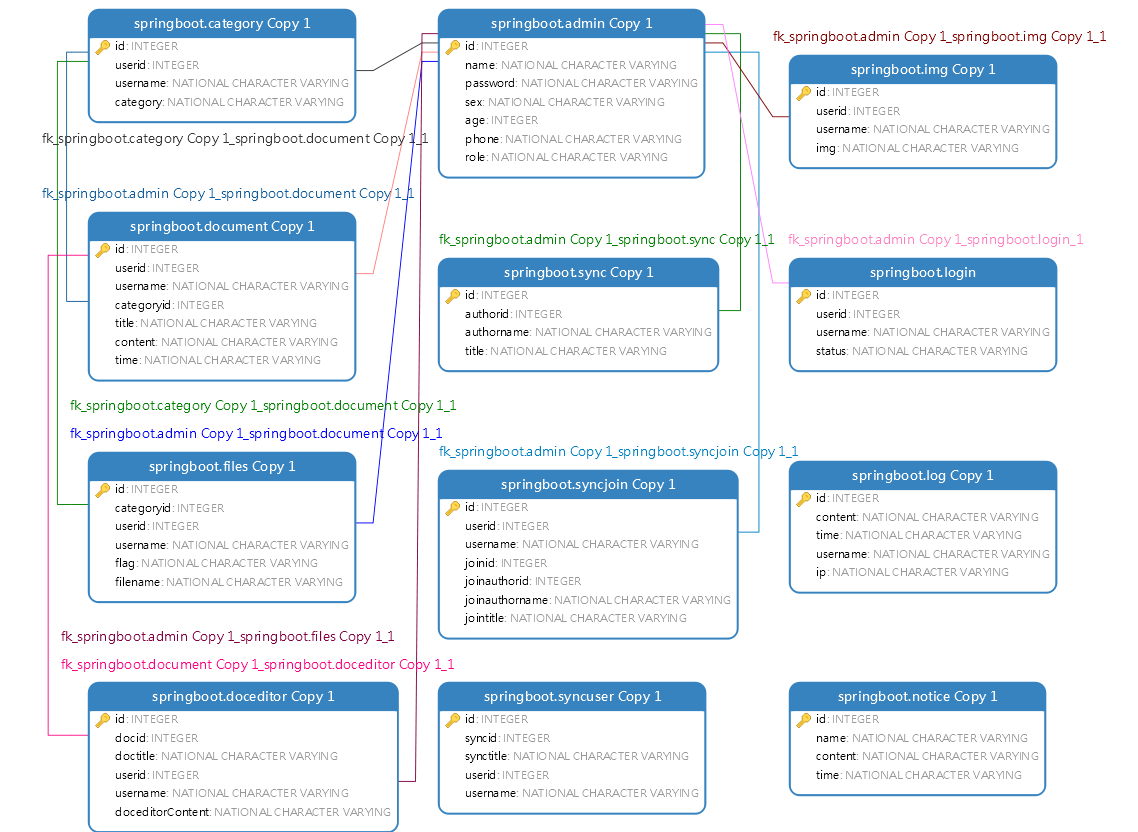 springboot.category Copy 1
id: INTEGER
userid: INTEGER
username: NATIONAL CHARACTER VARYING
category: NATIONAL CHARACTER VARYING
springboot.admin Copy 1
id: INTEGER
name: NATIONAL CHARACTER VARYING
password: NATIONAL CHARACTER VARYING
sex: NATIONAL CHARACTER VARYING
age: INTEGER
phone: NATIONAL CHARACTER VARYING
role: NATIONAL CHARACTER VARYING
fk_springboot.admin Copy 1_springboot.img Copy 1_1
springboot.img Copy 1
id: INTEGER
userid: INTEGER
username: NATIONAL CHARACTER VARYING
img: NATIONAL CHARACTER VARYING
fk_springboot.category Copy 1_springboot.document Copy 1_1
fk_springboot.admin Copy 1_springboot.document Copy 1_1
springboot.document Copy 1
id: INTEGER
userid: INTEGER
username: NATIONAL CHARACTER VARYING
categoryid: INTEGER
title: NATIONAL CHARACTER VARYING
content: NATIONAL CHARACTER VARYING
time: NATIONAL CHARACTER VARYING
fk_springboot.admin Copy 1_springboot.sync Copy 1_1
springboot.sync Copy 1
id: INTEGER
authorid: INTEGER
authorname: NATIONAL CHARACTER VARYING
title: NATIONAL CHARACTER VARYING
fk_springboot.admin Copy 1_springboot.login_1
springboot.login
id: INTEGER
userid: INTEGER
username: NATIONAL CHARACTER VARYING
status: NATIONAL CHARACTER VARYING
fk_springboot.category Copy 1_springboot.document Copy 1_1
fk_springboot.admin Copy 1_springboot.document Copy 1_1
springboot.files Copy 1
id: INTEGER
categoryid: INTEGER
userid: INTEGER
username: NATIONAL CHARACTER VARYING
flag: NATIONAL CHARACTER VARYING
filename: NATIONAL CHARACTER VARYING
fk_springboot.admin Copy 1_springboot.syncjoin Copy 1_1
springboot.syncjoin Copy 1
id: INTEGER
userid: INTEGER
username: NATIONAL CHARACTER VARYING
joinid: INTEGER
joinauthorid: INTEGER
joinauthorname: NATIONAL CHARACTER VARYING
jointitle: NATIONAL CHARACTER VARYING
springboot.log Copy 1
id: INTEGER
content: NATIONAL CHARACTER VARYING
time: NATIONAL CHARACTER VARYING
username: NATIONAL CHARACTER VARYING
ip: NATIONAL CHARACTER VARYING
fk_springboot.admin Copy 1_springboot.files Copy 1_1
fk_springboot.document Copy 1_springboot.doceditor Copy 1_1
springboot.doceditor Copy 1
id: INTEGER
docid: INTEGER
doctitle: NATIONAL CHARACTER VARYING
userid: INTEGER
username: NATIONAL CHARACTER VARYING
doceditorContent: NATIONAL CHARACTER VARYING
springboot.syncuser Copy 1
id: INTEGER
syncid: INTEGER
synctitle: NATIONAL CHARACTER VARYING
userid: INTEGER
username: NATIONAL CHARACTER VARYING
springboot.notice Copy 1
id: INTEGER
name: NATIONAL CHARACTER VARYING
content: NATIONAL CHARACTER VARYING
time: NATIONAL CHARACTER VARYING